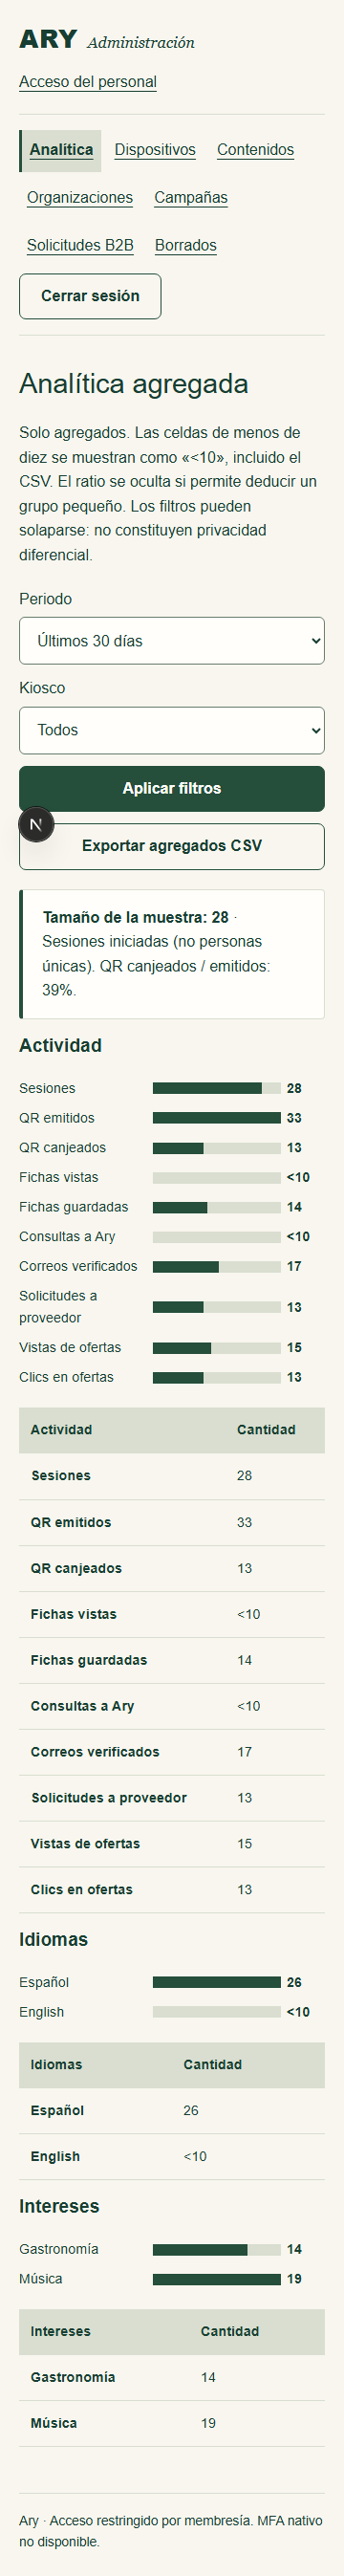 ARY Administración
Acceso del personal
Analítica Dispositivos Contenidos
Organizaciones Campañas
Solicitudes B2B Borrados
Cerrar sesión
Analítica agregada
Solo agregados. Las celdas de menos de
diez se muestran como «<10», incluido el
CSV. El ratio se oculta si permite deducir un
grupo pequeño. Los filtros pueden
solaparse: no constituyen privacidad
diferencial.
Periodo
Últimos 30 días
Kiosco
Todos
Aplicar filtros
N
Exportar agregados CSV
Tamaño de la muestra: 28 ·
Sesiones iniciadas (no personas
únicas). QR canjeados / emitidos:
39%.
Actividad
Sesiones 28
QR emitidos 33
QR canjeados 13
Fichas vistas <10
Fichas guardadas 14
Consultas a Ary <10
Correos verificados 17
Solicitudes a
proveedor 13
Vistas de ofertas 15
Clics en ofertas 13
Actividad Cantidad
Sesiones 28
QR emitidos 33
QR canjeados 13
Fichas vistas <10
Fichas guardadas 14
Consultas a Ary <10
Correos verificados 17
Solicitudes a proveedor 13
Vistas de ofertas 15
Clics en ofertas 13
Idiomas
Español 26
English <10
Idiomas Cantidad
Español 26
English <10
Intereses
Gastronomía 14
Música 19
Intereses Cantidad
Gastronomía 14
Música 19
Ary · Acceso restringido por membresía. MFA nativo
no disponible.